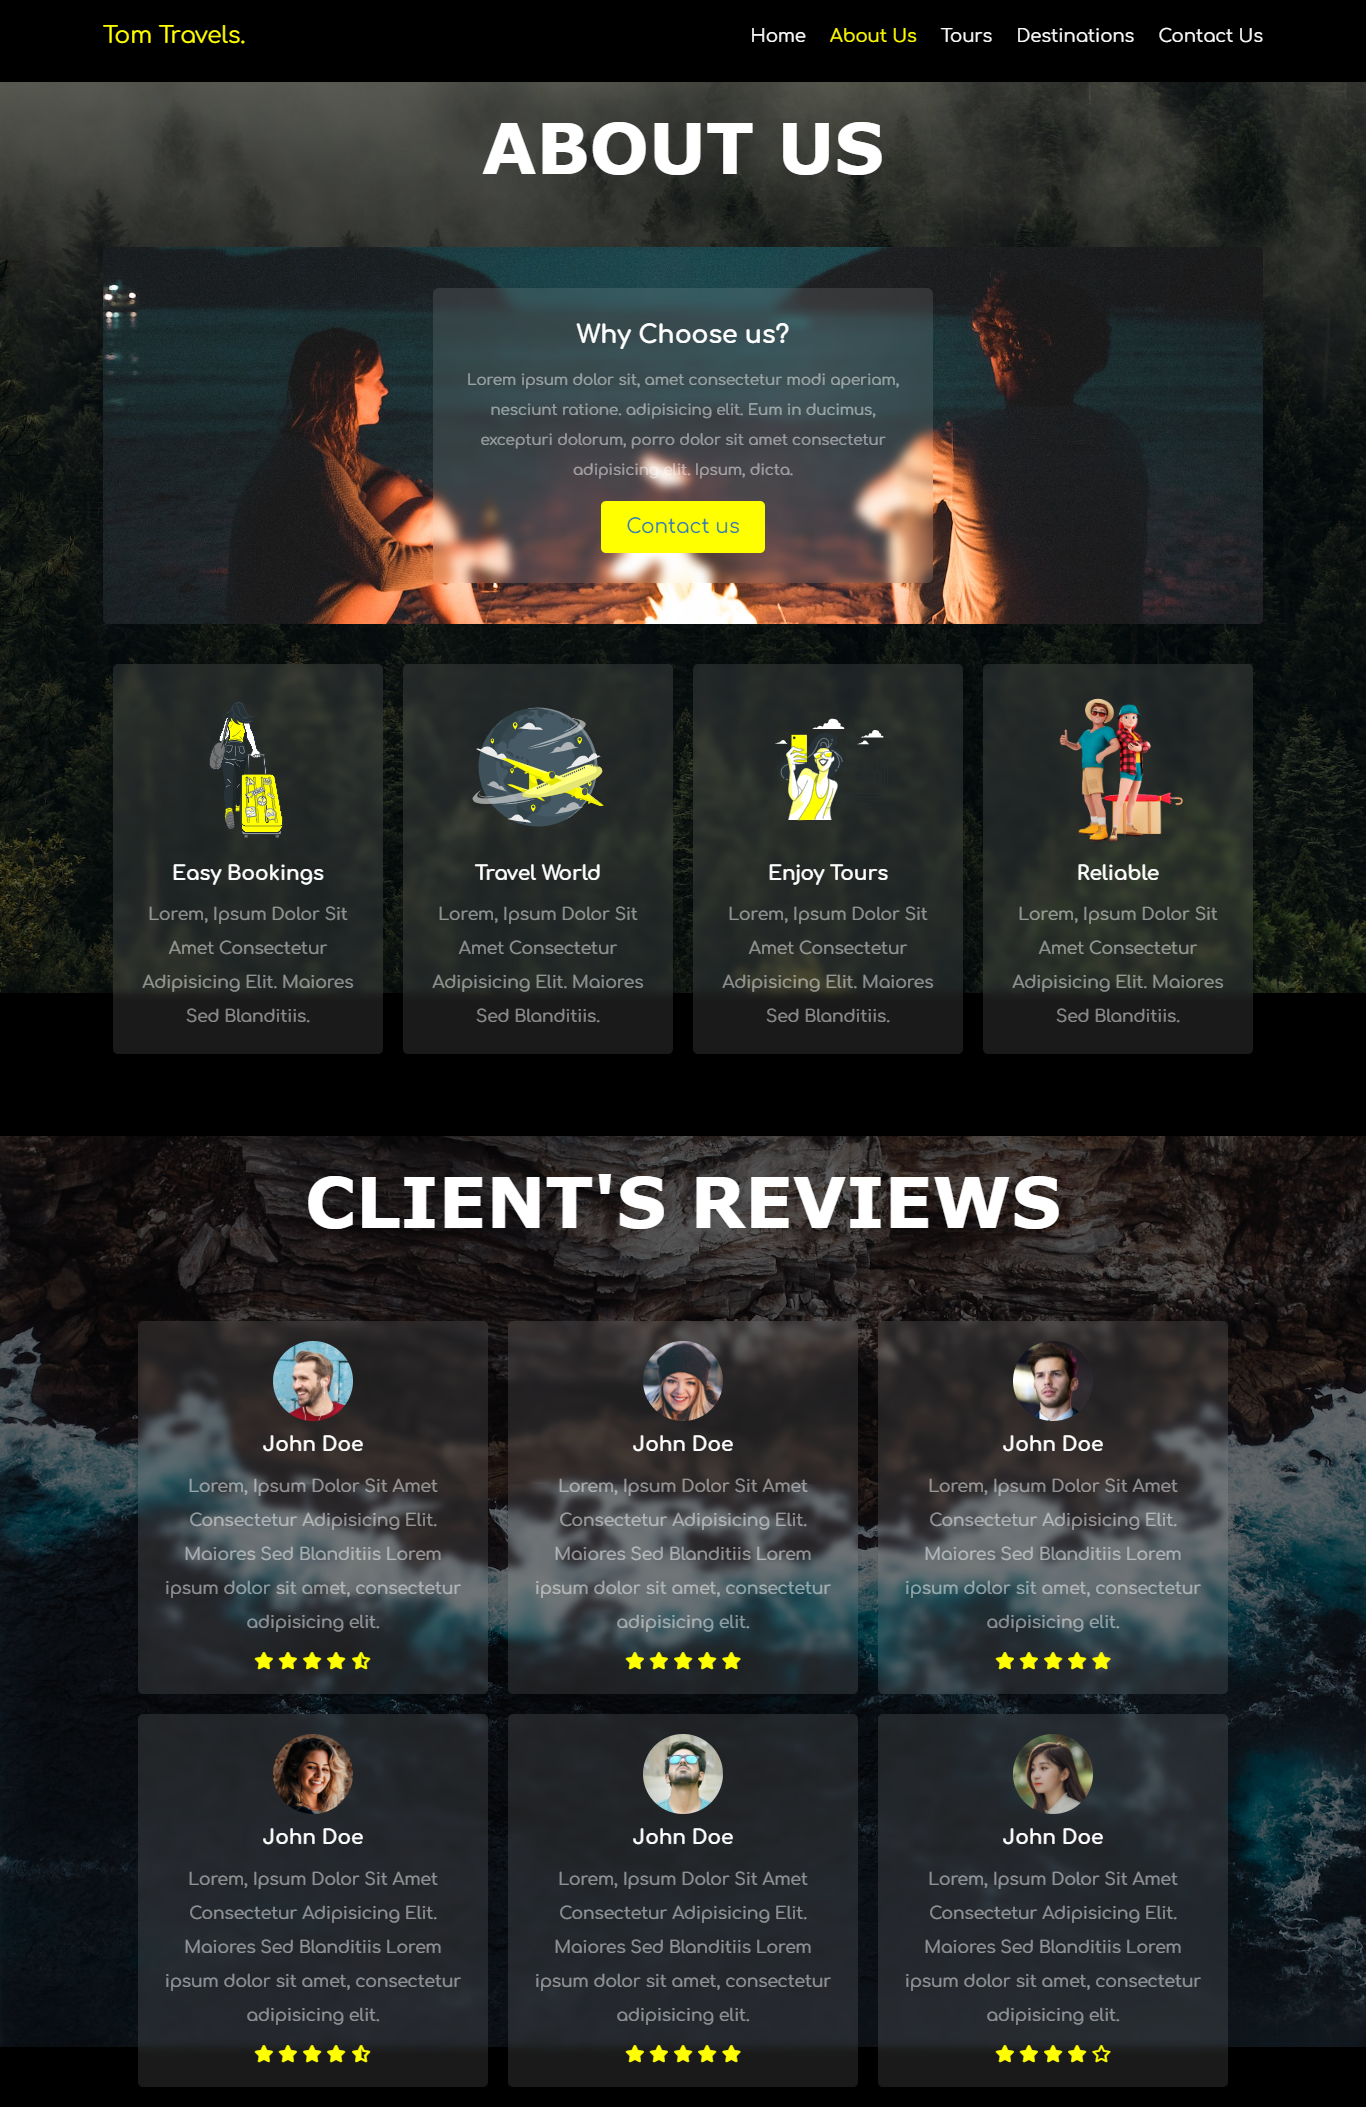 Tom Travels.
Home About Us Tours Destinations Contact Us
ABOUT US
Why Choose us?
Lorem ipsum dolor sit, amet consectetur modi aperiam,
nesciunt ratione. adipisicing elit. Eum in ducimus,
excepturi dolorum, porro dolor sit amet consectetur
adipisicing elit. Ipsum, dicta.
Contact us
Easy Bookings
Lorem, Ipsum Dolor Sit
Amet Consectetur
Adipisicing Elit. Maiores
Sed Blanditiis.
Travel World
Lorem, Ipsum Dolor Sit
Amet Consectetur
Adipisicing Elit. Maiores
Sed Blanditiis.
Enjoy Tours
Lorem, Ipsum Dolor Sit
Amet Consectetur
Adipisicing Elit. Maiores
Sed Blanditiis.
Reliable
Lorem, Ipsum Dolor Sit
Amet Consectetur
Adipisicing Elit. Maiores
Sed Blanditiis.
CLIENT'S REVIEWS
John Doe
Lorem, Ipsum Dolor Sit Amet
Consectetur Adipisicing Elit.
Maiores Sed Blanditiis Lorem
ipsum dolor sit amet, consectetur
adipisicing elit.
John Doe
Lorem, Ipsum Dolor Sit Amet
Consectetur Adipisicing Elit.
Maiores Sed Blanditiis Lorem
ipsum dolor sit amet, consectetur
adipisicing elit.
John Doe
Lorem, Ipsum Dolor Sit Amet
Consectetur Adipisicing Elit.
Maiores Sed Blanditiis Lorem
ipsum dolor sit amet, consectetur
adipisicing elit.
John Doe
Lorem, Ipsum Dolor Sit Amet
Consectetur Adipisicing Elit.
Maiores Sed Blanditiis Lorem
ipsum dolor sit amet, consectetur
adipisicing elit.
John Doe
Lorem, Ipsum Dolor Sit Amet
Consectetur Adipisicing Elit.
Maiores Sed Blanditiis Lorem
ipsum dolor sit amet, consectetur
adipisicing elit.
John Doe
Lorem, Ipsum Dolor Sit Amet
Consectetur Adipisicing Elit.
Maiores Sed Blanditiis Lorem
ipsum dolor sit amet, consectetur
adipisicing elit.